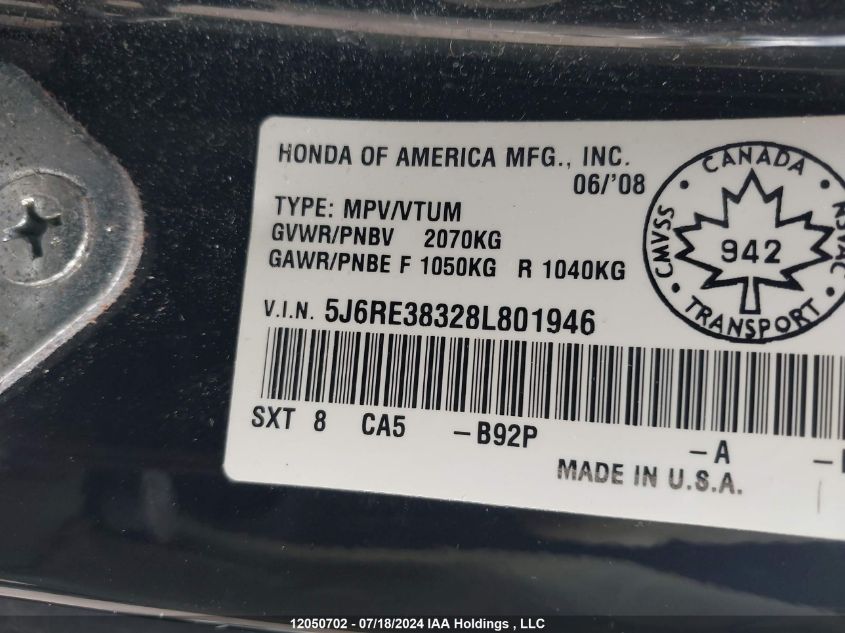 HONDA OF AMERICA MFG., INC.
06/'08
TYPE: MPV/VTUM
GVWR/PNBV 2070KG
GAWR/PNBE F 1050KG R 1040KG
V.I.N. 5J6RE38328L801946
CANADA
CMVSS
NSVAC
942
TRANSPORT
SXT 8 CA5 -B92P -A -
MADE IN U.S.A.
12050702 - 07/18/2024 IAA Holdings , LLC